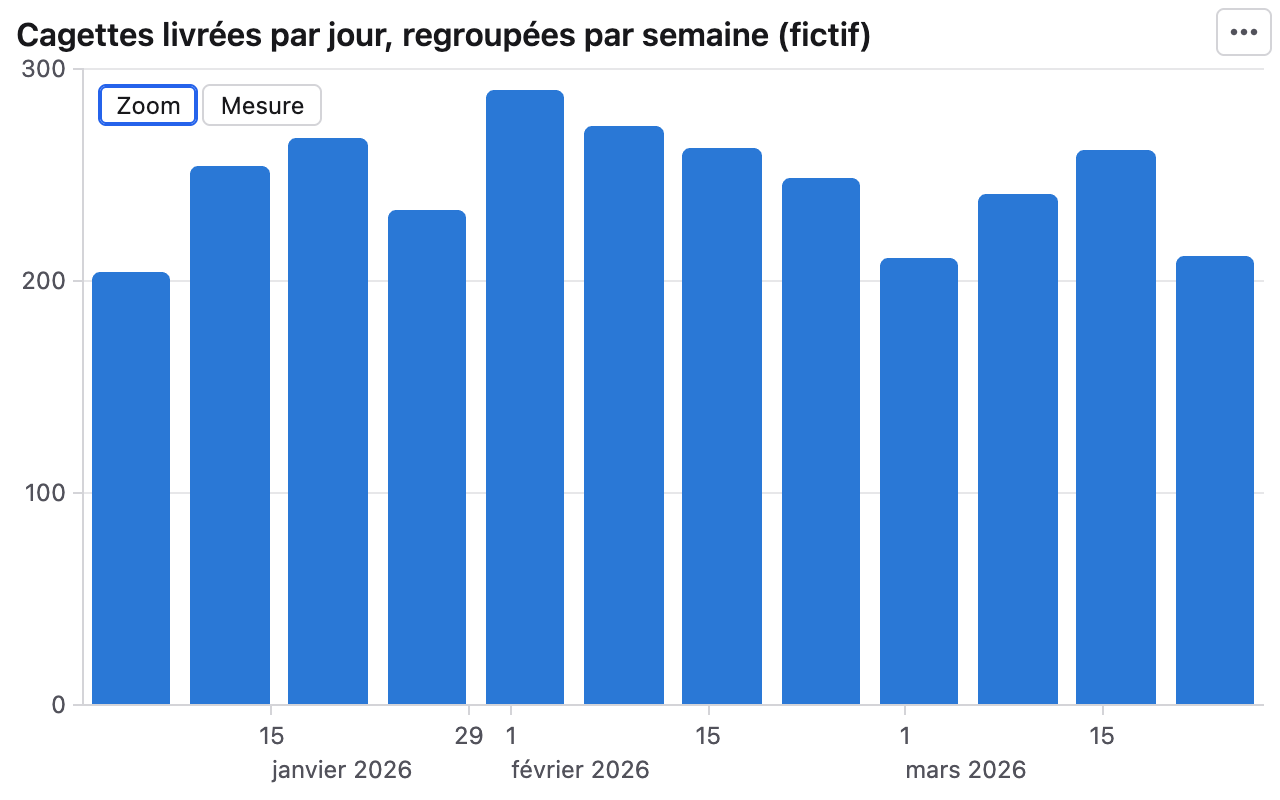 Cagettes livrées par jour, regroupées par semaine (fictif)
300
Zoom Mesure
200
100
0
15 29 1 15 1 15
janvier 2026 février 2026 mars 2026